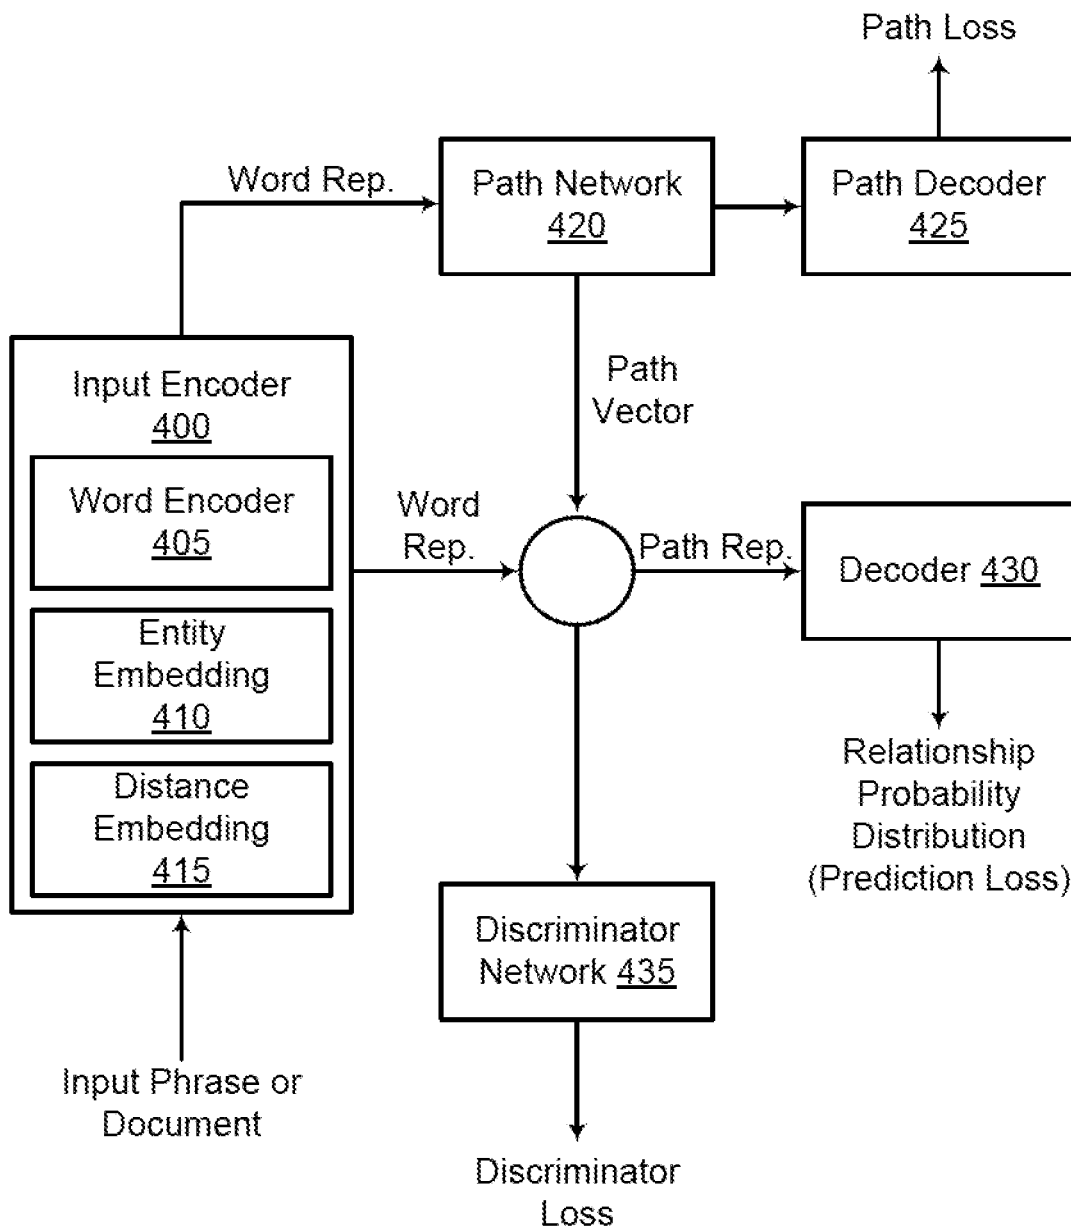 Path Loss
Word Rep.
Path Network
420
Path Decoder
425
Input Encoder
400
Path
Vector
Word Encoder
405
Word
Rep.
Path Rep.
Decoder 430
Entity
Embedding
410
Distance
Embedding
415
Relationship
Probability
Distribution
(Prediction Loss)
Discriminator
Network 435
Input Phrase or
Document
Discriminator
Loss